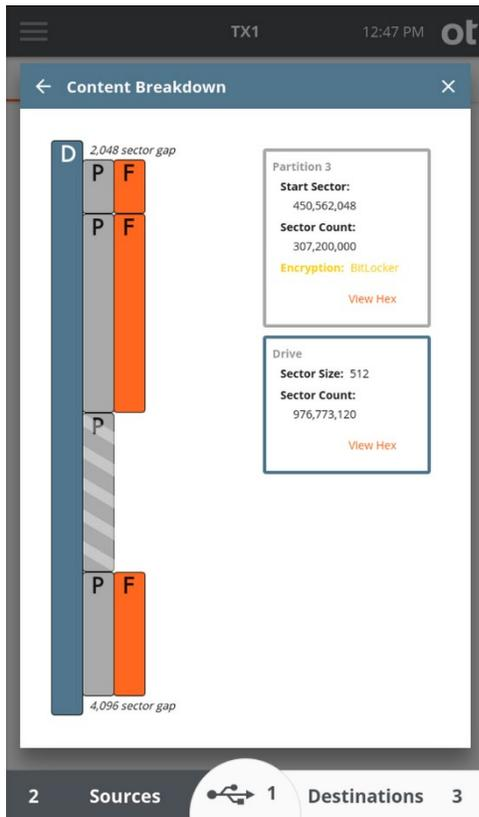 TX1 12:47 PM ot
Content Breakdown
D 2,048 sector gap
P F
P F
P
P F
4,096 sector gap
Partition 3
Start Sector:
450,562,048
Sector Count:
307,200,000
Encryption: BitLocker
View Hex
Drive
Sector Size: 512
Sector Count:
976,773,120
View Hex
2 Sources 1 Destinations 3